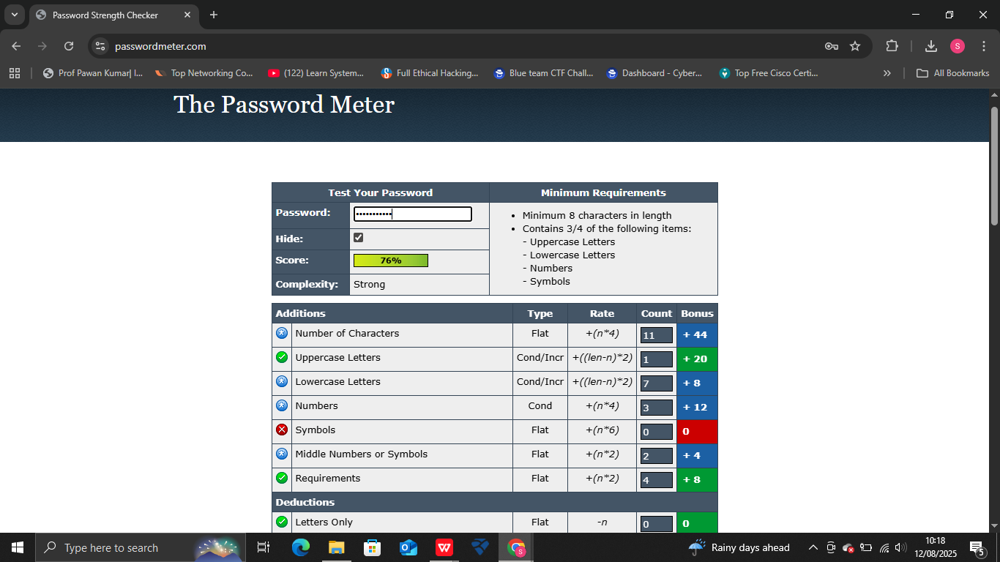 Password Strength Checker
passwordmeter.com
S
Prof Pawan Kumar| I...
Top Networking Co...
(122) Learn System...
Full Ethical Hacking...
Blue team CTF Chall...
Dashboard - Cyber...
Top Free Cisco Certi...
All Bookmarks
The Password Meter
Test Your Password Minimum Requirements
Password: •••••••••••
Hide:
Score: 76%
Complexity: Strong
• Minimum 8 characters in length
• Contains 3/4 of the following items:
- Uppercase Letters
- Lowercase Letters
- Numbers
- Symbols
Additions Type Rate Count Bonus
Number of Characters Flat +(n*4) 11 + 44
Uppercase Letters Cond/Incr +((len-n)*2) 1 + 20
Lowercase Letters Cond/Incr +((len-n)*2) 7 + 8
Numbers Cond +(n*4) 3 + 12
Symbols Flat +(n*6) 0 0
Middle Numbers or Symbols Flat +(n*2) 2 + 4
Requirements Flat +(n*2) 4 + 8
Deductions
Letters Only Flat -n 0 0
Type here to search
Rainy days ahead
10:18
12/08/2025
5